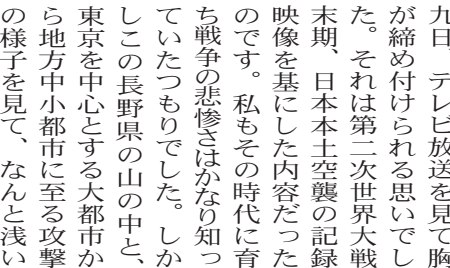 九日、テレビ放送を見て胸
が締め付けられる思いでし
た。それは第二次世界大戦
末期、日本本土空襲の記録
映像を基にした内容だった
のです。私もその時代に育
ち戦争の悲惨さはかなり知っ
ていたつもりでした。しか
しこの長野県の山の中と、
東京を中心とする大都市か
ら地方中小都市に至る攻撃
の様子を見て、なんと浅い